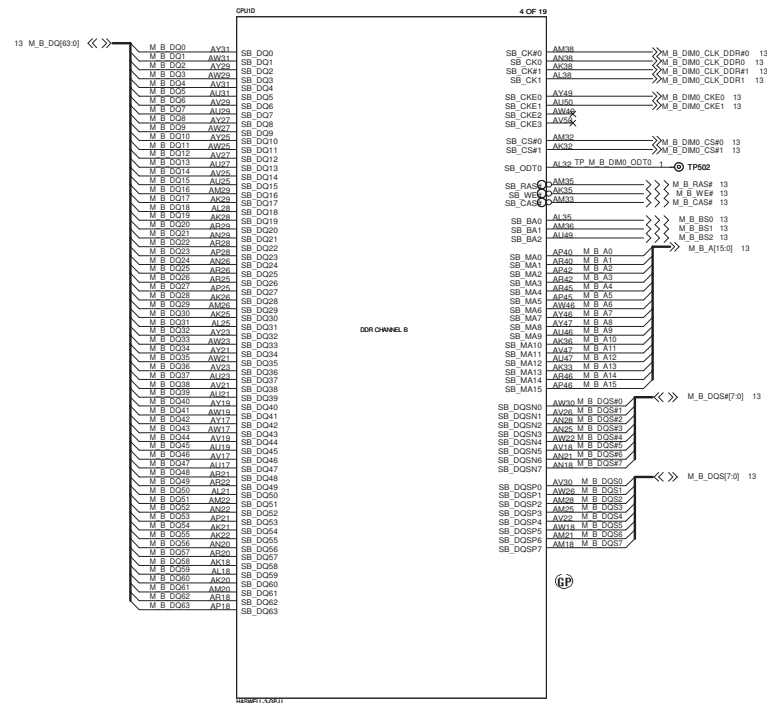 CPU1D 4 OF 19
13 M_B_DQ[63:0]
M_B_DQ0 AY31 SB_DQ0
M_B_DQ1 AW31 SB_DQ1
M_B_DQ2 AY29 SB_DQ2
M_B_DQ3 AW29 SB_DQ3
M_B_DQ4 AV31 SB_DQ4
M_B_DQ5 AU31 SB_DQ5
M_B_DQ6 AV29 SB_DQ6
M_B_DQ7 AU29 SB_DQ7
M_B_DQ8 AY27 SB_DQ8
M_B_DQ9 AW27 SB_DQ9
M_B_DQ10 AY25 SB_DQ10
M_B_DQ11 AW25 SB_DQ11
M_B_DQ12 AV27 SB_DQ12
M_B_DQ13 AU27 SB_DQ13
M_B_DQ14 AV25 SB_DQ14
M_B_DQ15 AU25 SB_DQ15
M_B_DQ16 AM29 SB_DQ16
M_B_DQ17 AK29 SB_DQ17
M_B_DQ18 AL28 SB_DQ18
M_B_DQ19 AK28 SB_DQ19
M_B_DQ20 AR29 SB_DQ20
M_B_DQ21 AN29 SB_DQ21
M_B_DQ22 AR28 SB_DQ22
M_B_DQ23 AP28 SB_DQ23
M_B_DQ24 AN26 SB_DQ24
M_B_DQ25 AR26 SB_DQ25
M_B_DQ26 AR25 SB_DQ26
M_B_DQ27 AP25 SB_DQ27
M_B_DQ28 AK26 SB_DQ28
M_B_DQ29 AM26 SB_DQ29
M_B_DQ30 AK25 SB_DQ30
M_B_DQ31 AL25 SB_DQ31
M_B_DQ32 AY23 SB_DQ32
M_B_DQ33 AW23 SB_DQ33
M_B_DQ34 AY21 SB_DQ34
M_B_DQ35 AW21 SB_DQ35
M_B_DQ36 AV23 SB_DQ36
M_B_DQ37 AU23 SB_DQ37
M_B_DQ38 AV21 SB_DQ38
M_B_DQ39 AU21 SB_DQ39
M_B_DQ40 AY19 SB_DQ40
M_B_DQ41 AW19 SB_DQ41
M_B_DQ42 AY17 SB_DQ42
M_B_DQ43 AW17 SB_DQ43
M_B_DQ44 AV19 SB_DQ44
M_B_DQ45 AU19 SB_DQ45
M_B_DQ46 AV17 SB_DQ46
M_B_DQ47 AU17 SB_DQ47
M_B_DQ48 AR21 SB_DQ48
M_B_DQ49 AR22 SB_DQ49
M_B_DQ50 AL21 SB_DQ50
M_B_DQ51 AM22 SB_DQ51
M_B_DQ52 AN22 SB_DQ52
M_B_DQ53 AP21 SB_DQ53
M_B_DQ54 AK21 SB_DQ54
M_B_DQ55 AK22 SB_DQ55
M_B_DQ56 AN20 SB_DQ56
M_B_DQ57 AR20 SB_DQ57
M_B_DQ58 AK18 SB_DQ58
M_B_DQ59 AL18 SB_DQ59
M_B_DQ60 AK20 SB_DQ60
M_B_DQ61 AM20 SB_DQ61
M_B_DQ62 AR18 SB_DQ62
M_B_DQ63 AP18 SB_DQ63
DDR CHANNEL B
SB_CK#0 AM38 M_B_DIM0_CLK_DDR#0 13
SB_CK0 AN38 M_B_DIM0_CLK_DDR0 13
SB_CK#1 AK38 M_B_DIM0_CLK_DDR#1 13
SB_CK1 AL38 M_B_DIM0_CLK_DDR1 13
SB_CKE0 AY49 M_B_DIM0_CKE0 13
SB_CKE1 AU50 M_B_DIM0_CKE1 13
SB_CKE2 AW49
SB_CKE3 AV50
SB_CS#0 AM32 M_B_DIM0_CS#0 13
SB_CS#1 AK32 M_B_DIM0_CS#1 13
SB_ODT0 AL32 TP_M_B_DIM0_ODT0 1 TP502
SB_RAS# AM35 M_B_RAS# 13
SB_WE# AK35 M_B_WE# 13
SB_CAS# AM33 M_B_CAS# 13
SB_BA0 AL35 M_B_BS0 13
SB_BA1 AM36 M_B_BS1 13
SB_BA2 AU49 M_B_BS2 13
M_B_A[15:0] 13
SB_MA0 AP40 M_B_A0
SB_MA1 AR40 M_B_A1
SB_MA2 AP42 M_B_A2
SB_MA3 AR42 M_B_A3
SB_MA4 AR45 M_B_A4
SB_MA5 AP45 M_B_A5
SB_MA6 AW46 M_B_A6
SB_MA7 AY46 M_B_A7
SB_MA8 AY47 M_B_A8
SB_MA9 AU46 M_B_A9
SB_MA10 AK36 M_B_A10
SB_MA11 AV47 M_B_A11
SB_MA12 AU47 M_B_A12
SB_MA13 AK33 M_B_A13
SB_MA14 AR46 M_B_A14
SB_MA15 AP46 M_B_A15
M_B_DQS#[7:0] 13
SB_DQSN0 AW30 M_B_DQS#0
SB_DQSN1 AV26 M_B_DQS#1
SB_DQSN2 AN28 M_B_DQS#2
SB_DQSN3 AN25 M_B_DQS#3
SB_DQSN4 AW22 M_B_DQS#4
SB_DQSN5 AV18 M_B_DQS#5
SB_DQSN6 AN21 M_B_DQS#6
SB_DQSN7 AN18 M_B_DQS#7
M_B_DQS[7:0] 13
SB_DQSP0 AV30 M_B_DQS0
SB_DQSP1 AW26 M_B_DQS1
SB_DQSP2 AM28 M_B_DQS2
SB_DQSP3 AM25 M_B_DQS3
SB_DQSP4 AV22 M_B_DQS4
SB_DQSP5 AW18 M_B_DQS5
SB_DQSP6 AM21 M_B_DQS6
SB_DQSP7 AM18 M_B_DQS7
GP
HASWELL-3-GP-U